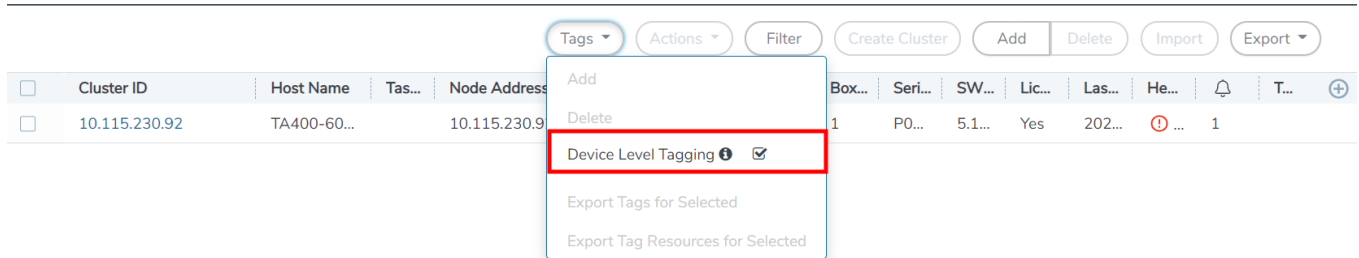 Tags Actions Filter Create Cluster Add Delete Import Export
Cluster ID Host Name Tas... Node Address Box... Seri... SW... Lic... Las... He... T...
10.115.230.92 TA400-60... 10.115.230.9 1 P0... 5.1... Yes 202... ... 1
Add
Delete
Device Level Tagging
Export Tags for Selected
Export Tag Resources for Selected